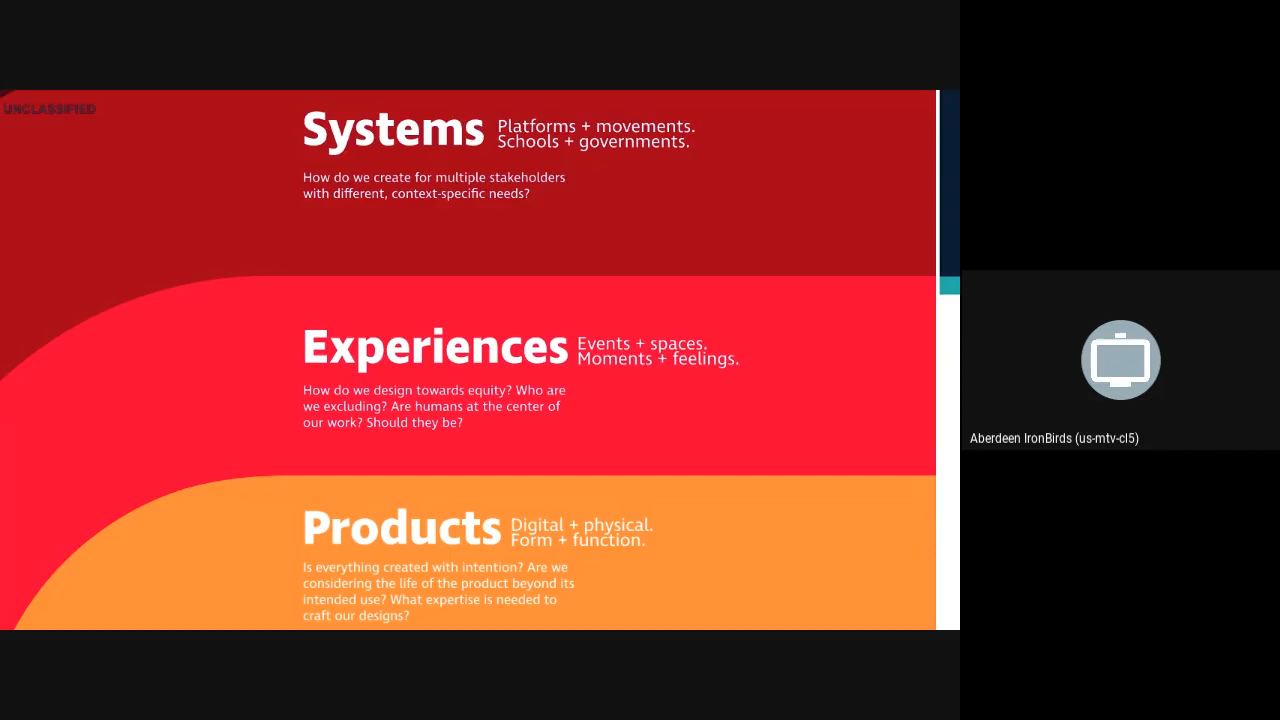 UNCLASSIFIED
Systems
Platforms + movements.
Schools + governments.
How do we create for multiple stakeholders
with different, context-specific needs?
Experiences
Events + spaces.
Moments + feelings.
How do we design towards equity? Who are
we excluding? Are humans at the center of
our work? Should they be?
Products
Digital + physical.
Form + function.
Is everything created with intention? Are we
considering the life of the product beyond its
intended use? What expertise is needed to
craft our designs?
Aberdeen IronBirds (us-mtv-cl5)